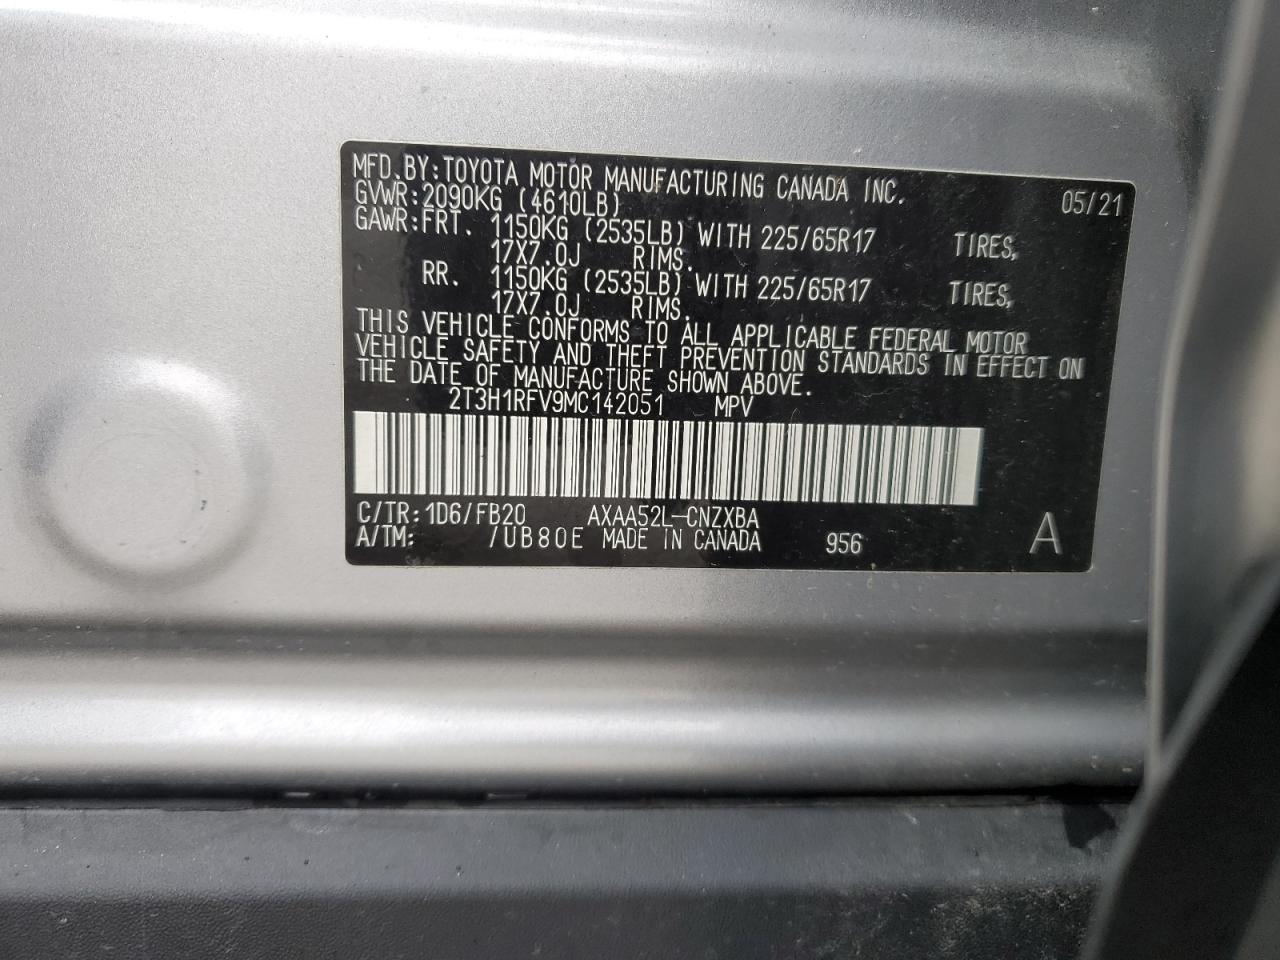 MFD.BY:TOYOTA MOTOR MANUFACTURING CANADA INC. 05/21
GVWR:2090KG (4610LB)
GAWR:FRT. 1150KG (2535LB) WITH 225/65R17 TIRES,
17X7.0J RIMS.
RR. 1150KG (2535LB) WITH 225/65R17 TIRES,
17X7.0J RIMS.
THIS VEHICLE CONFORMS TO ALL APPLICABLE FEDERAL MOTOR
VEHICLE SAFETY AND THEFT PREVENTION STANDARDS IN EFFECT ON
THE DATE OF MANUFACTURE SHOWN ABOVE.
2T3H1RFV9MC142051 MPV
C/TR:1D6/FB20 AXAA52L-CNZXBA
A/TM: /UB80E MADE IN CANADA 956 A